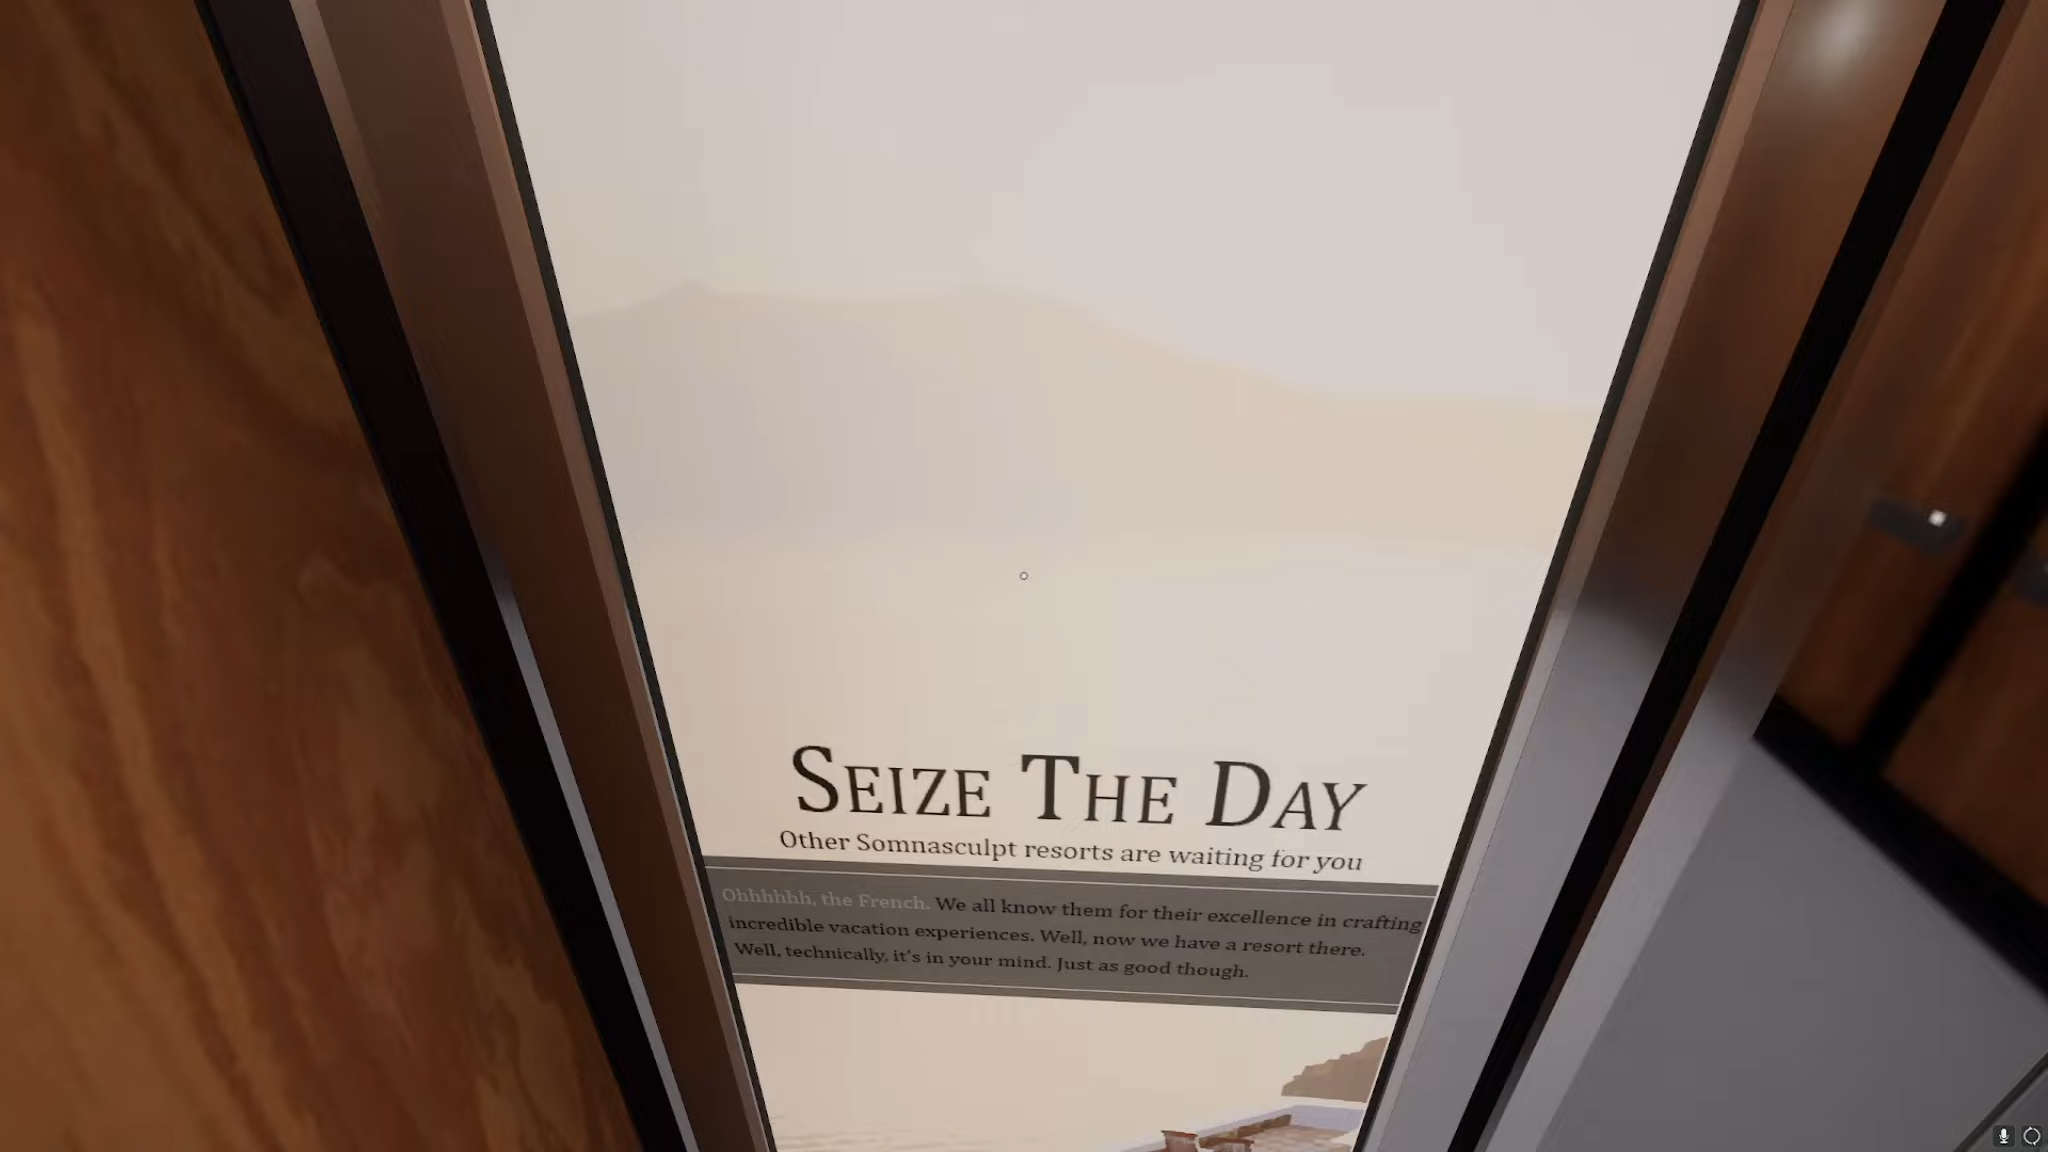 Seize The Day
Other Somnasculpt resorts are waiting for you
Ohhhhhh, the French. We all know them for their excellence in crafting
incredible vacation experiences. Well, now we have a resort there.
Well, technically, it's in your mind. Just as good though.